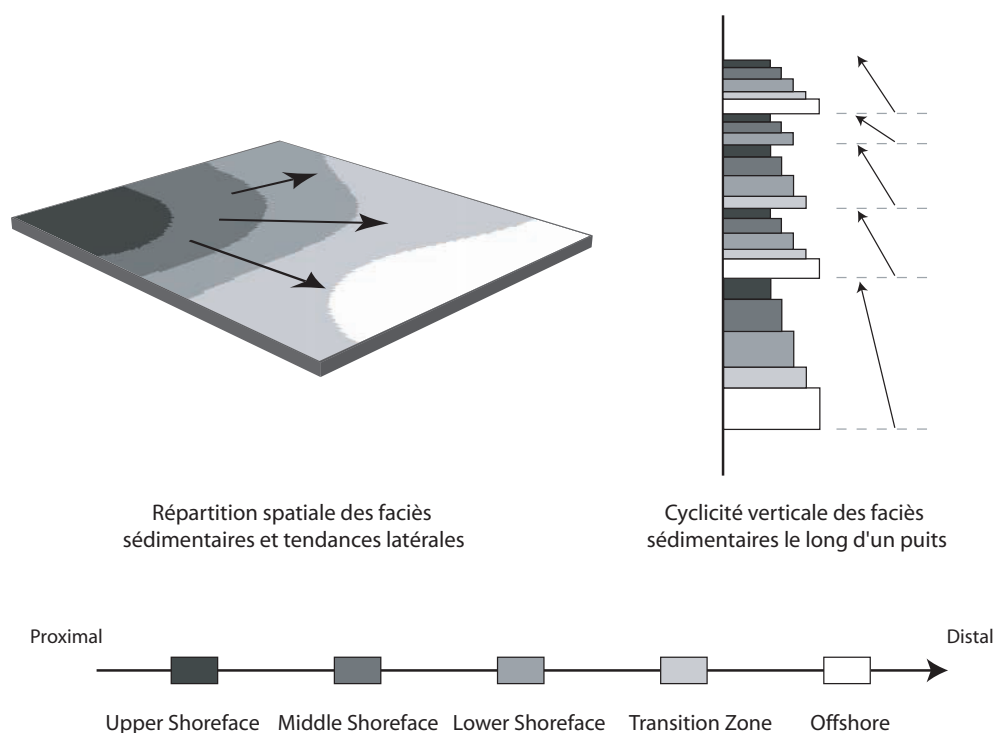 Répartition spatiale des faciès
sédimentaires et tendances latérales
Cyclicité verticale des faciès
sédimentaires le long d'un puits
Proximal
Distal
Upper Shoreface
Middle Shoreface
Lower Shoreface
Transition Zone
Offshore